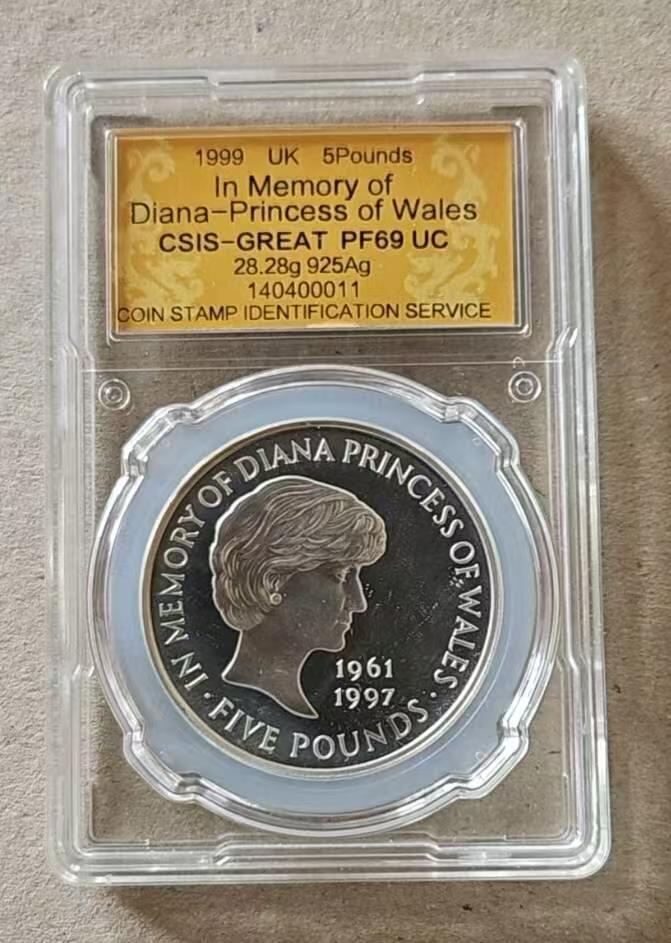 1999 UK 5Pounds
In Memory of
Diana-Princess of Wales
CSIS-GREAT PF69 UC
28.28g 925Ag
140400011
COIN STAMP IDENTIFICATION SERVICE
IN MEMORY OF DIANA PRINCESS OF WALES
1961
1997
· FIVE POUNDS ·